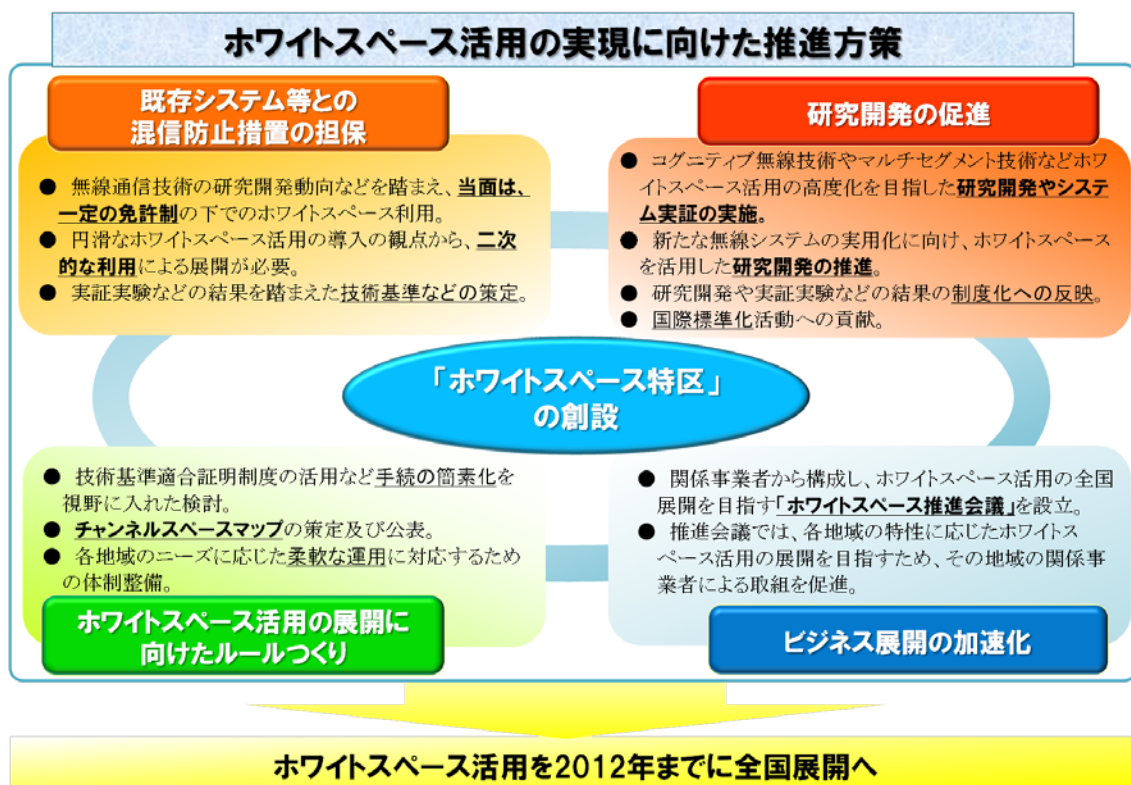 ホワイトスペース活用の実現に向けた推進方策
既存システム等との
混信防止措置の担保
● 無線通信技術の研究開発動向などを踏まえ、当面は、
一定の免許制の下でのホワイトスペース利用。
● 円滑なホワイトスペース活用の導入の観点から、二次
的な利用による展開が必要。
● 実証実験などの結果を踏まえた技術基準などの策定。
研究開発の促進
● コグニティブ無線技術やマルチセグメント技術などホワ
イトスペース活用の高度化を目指した研究開発やシステ
ム実証の実施。
● 新たな無線システムの実用化に向け、ホワイトスペース
を活用した研究開発の推進。
● 研究開発や実証実験などの結果の制度化への反映。
● 国際標準化活動への貢献。
「ホワイトスペース特区」
の創設
● 技術基準適合証明制度の活用など手続の簡素化を
視野に入れた検討。
● チャンネルスペースマップの策定及び公表。
● 各地域のニーズに応じた柔軟な運用に対応するため
の体制整備。
ホワイトスペース活用の展開に
向けたルールつくり
● 関係事業者から構成し、ホワイトスペース活用の全国
展開を目指す「ホワイトスペース推進会議」を設立。
● 推進会議では、各地域の特性に応じたホワイトス
ペース活用の展開を目指すため、その地域の関係事
業者による取組を促進。
ビジネス展開の加速化
ホワイトスペース活用を2012年までに全国展開へ